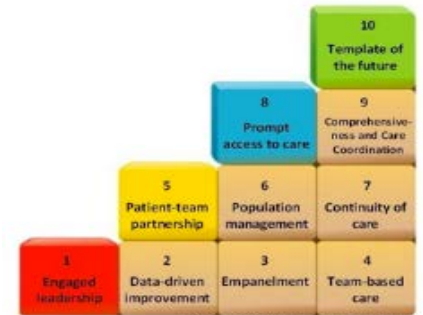 10
Template of
the future
8
Prompt
access to care
9
Comprehensive-
ness and Care
Coordination
5
Patient-team
partnership
6
Population
management
7
Continuity of
care
1
Engaged
leadership
2
Data-driven
improvement
3
Empanelment
4
Team-based
care